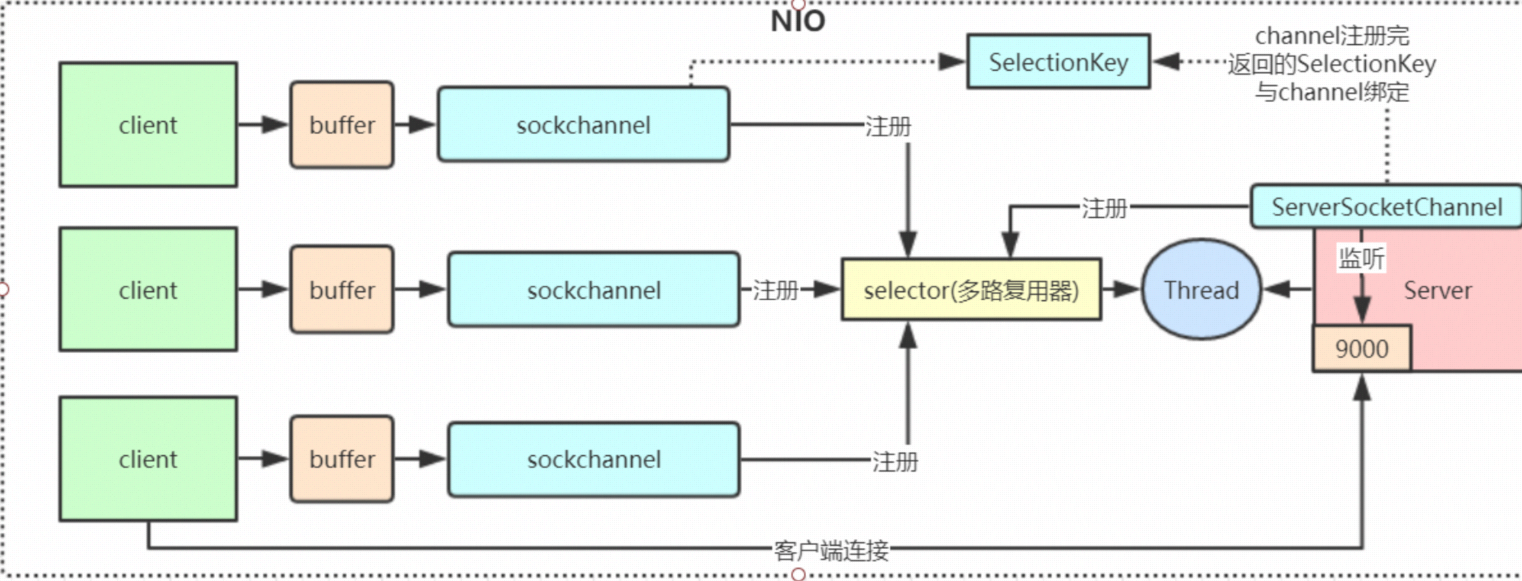 NIO
SelectionKey
channel注册完
返回的SelectionKey
与channel绑定
client
buffer
sockchannel
注册
注册
ServerSocketChannel
监听
client
buffer
sockchannel
注册
selector(多路复用器)
Thread
Server
9000
client
buffer
sockchannel
注册
客户端连接